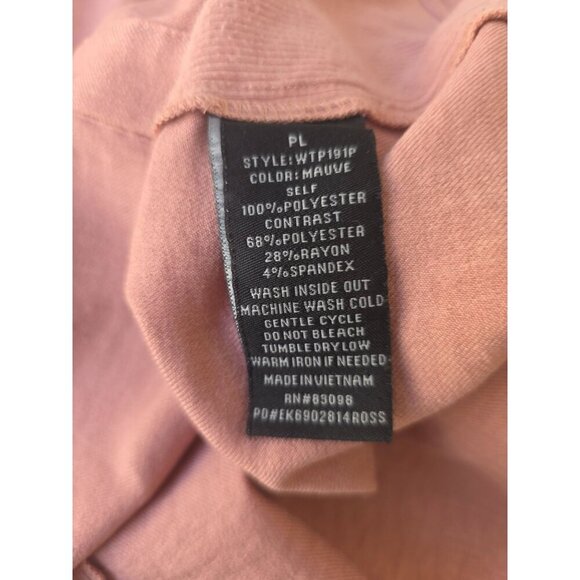 PL
STYLE:WTP191P
COLOR:MAUVE
SELF
100%POLYESTER
CONTRAST
68%POLYESTER
28%RAYON
4%SPANDEX
WASH INSIDE OUT
MACHINE WASH COLD
GENTLE CYCLE
DO NOT BLEACH
TUMBLE DRY LOW
WARM IRON IF NEEDED
MADE IN VIETNAM
RN#83098
PO#EK6902814ROSS